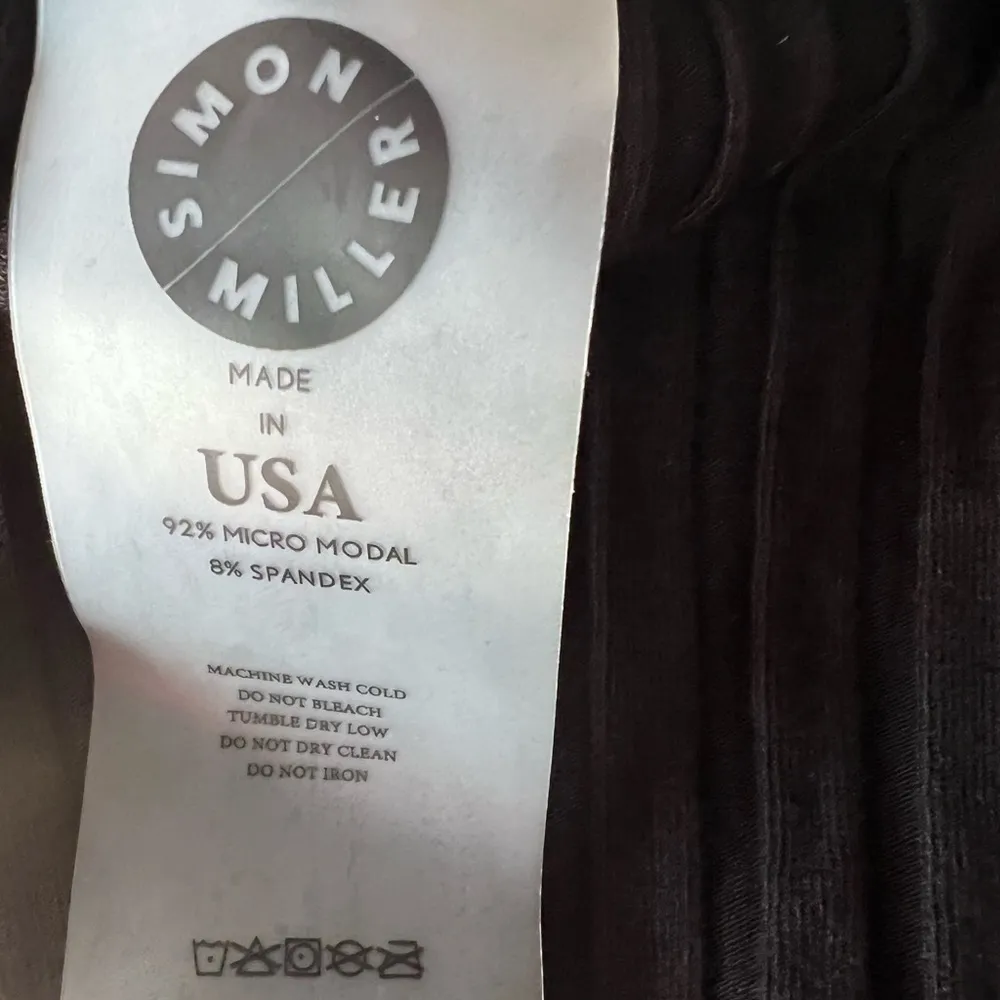 SIMON
MILLER
MADE
IN
USA
92% MICRO MODAL
8% SPANDEX
MACHINE WASH COLD
DO NOT BLEACH
TUMBLE DRY LOW
DO NOT DRY CLEAN
DO NOT IRON